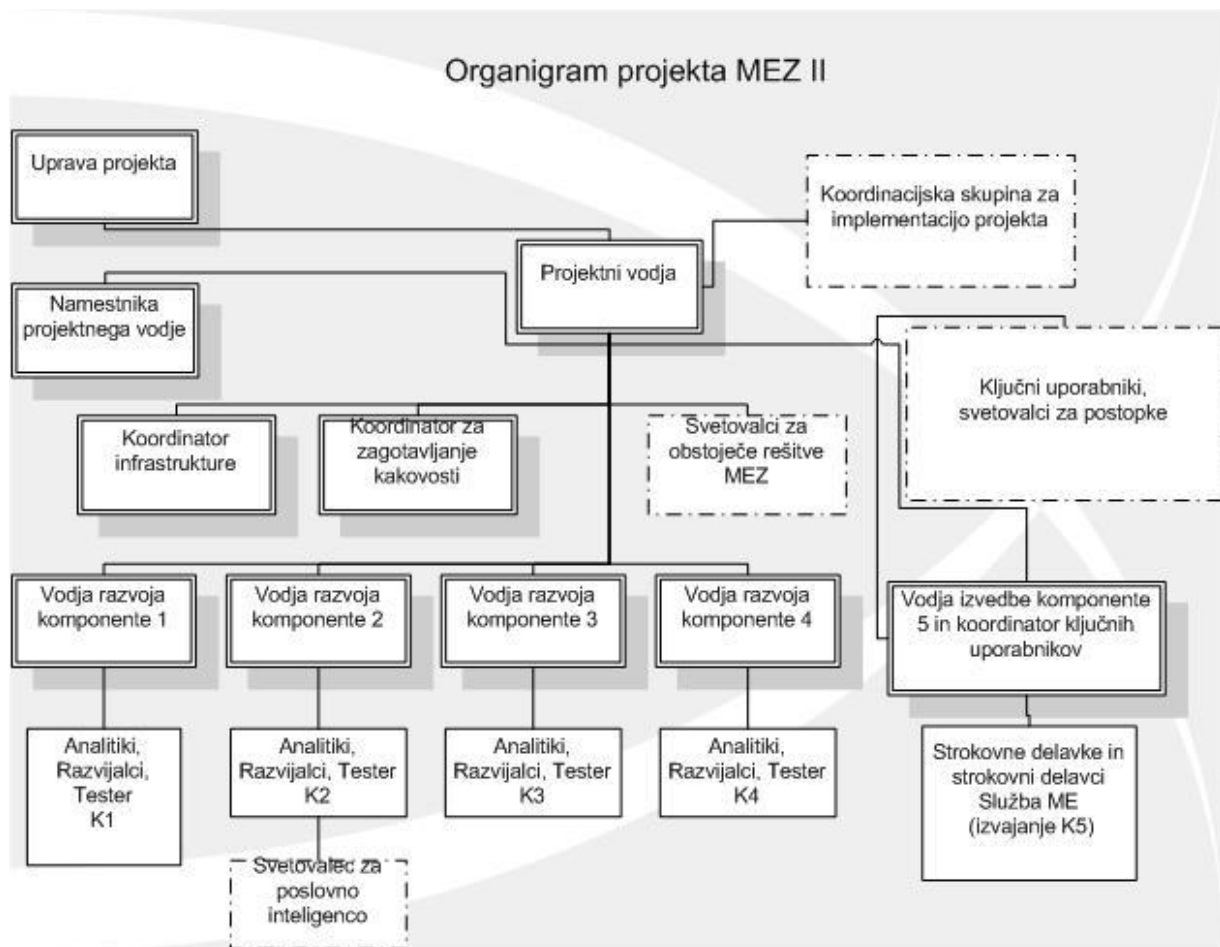 Organigram projekta MEZ II
Uprava projekta
Koordinacijska skupina za
implementacijo projekta
Projektni vodja
Namestnika
projektnega vodje
Ključni uporabniki,
svetovalci za postopke
Koordinator
infrastrukture
Koordinator za
zagotavljanje
kakovosti
Svetovalci za
obstoječe rešitve
MEZ
Vodja razvoja
komponente 1
Vodja razvoja
komponente 2
Vodja razvoja
komponente 3
Vodja razvoja
komponente 4
Vodja izvedbe komponente
5 in koordinator ključnih
uporabnikov
Analitiki,
Razvijalci,
Tester
K1
Analitiki,
Razvijalci, Tester
K2
Analitiki,
Razvijalci, Tester
K3
Analitiki,
Razvijalci, Tester
K4
Strokovne delavke in
strokovni delavci
Služba ME
(izvajanje K5)
Svetovalec za
poslovno
inteligenco